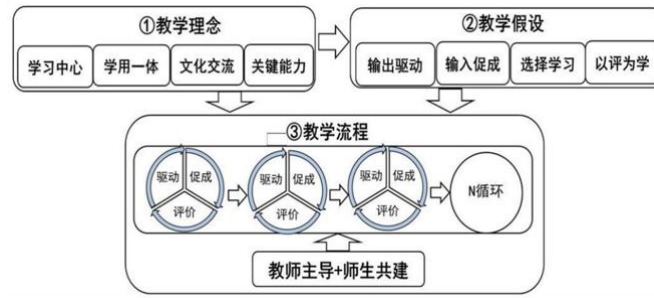 ①教学理念
学习中心 学用一体 文化交流 关键能力
②教学假设
输出驱动 输入促成 选择学习 以评为学
③教学流程
驱动 促成
评价
驱动 促成
评价
驱动 促成
评价
N循环
教师主导+师生共建